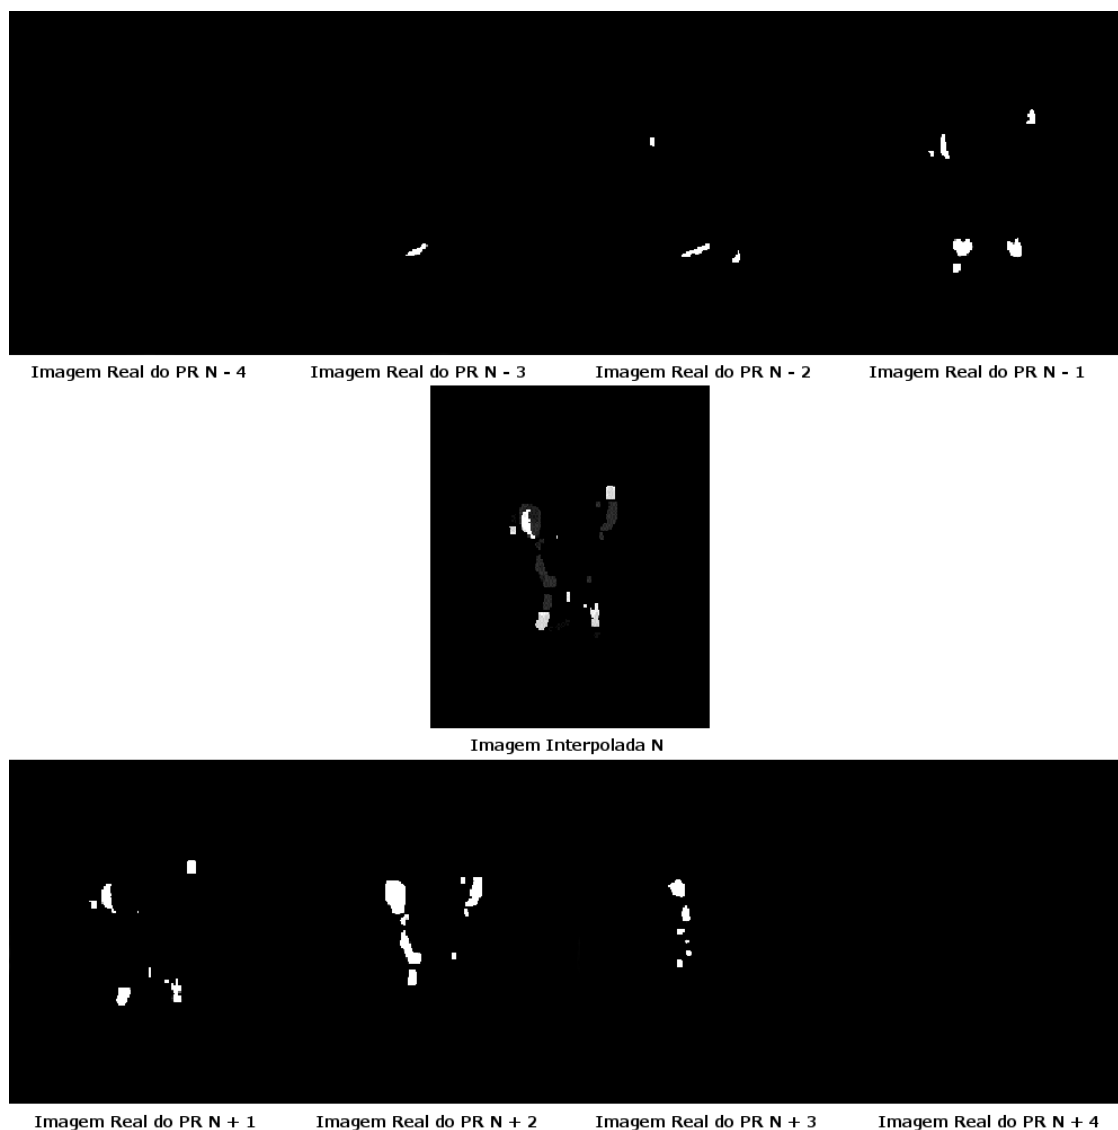 Imagem Real do PR N - 4
Imagem Real do PR N - 3
Imagem Real do PR N - 2
Imagem Real do PR N - 1
Imagem Interpolada N
Imagem Real do PR N + 1
Imagem Real do PR N + 2
Imagem Real do PR N + 3
Imagem Real do PR N + 4